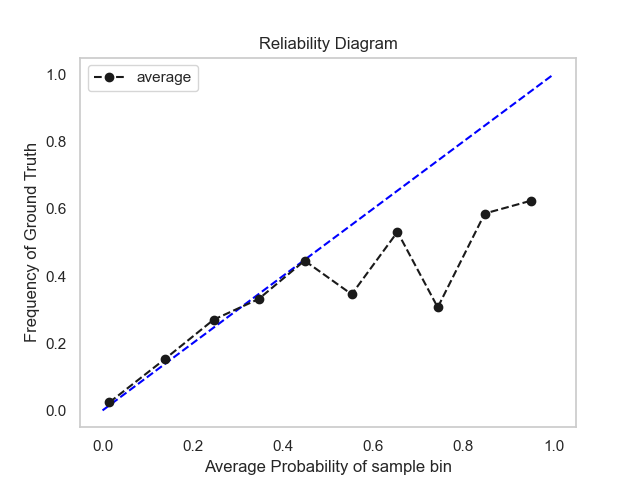 Reliability Diagram
average
Frequency of Ground Truth
1.0
0.8
0.6
0.4
0.2
0.0
0.0 0.2 0.4 0.6 0.8 1.0
Average Probability of sample bin